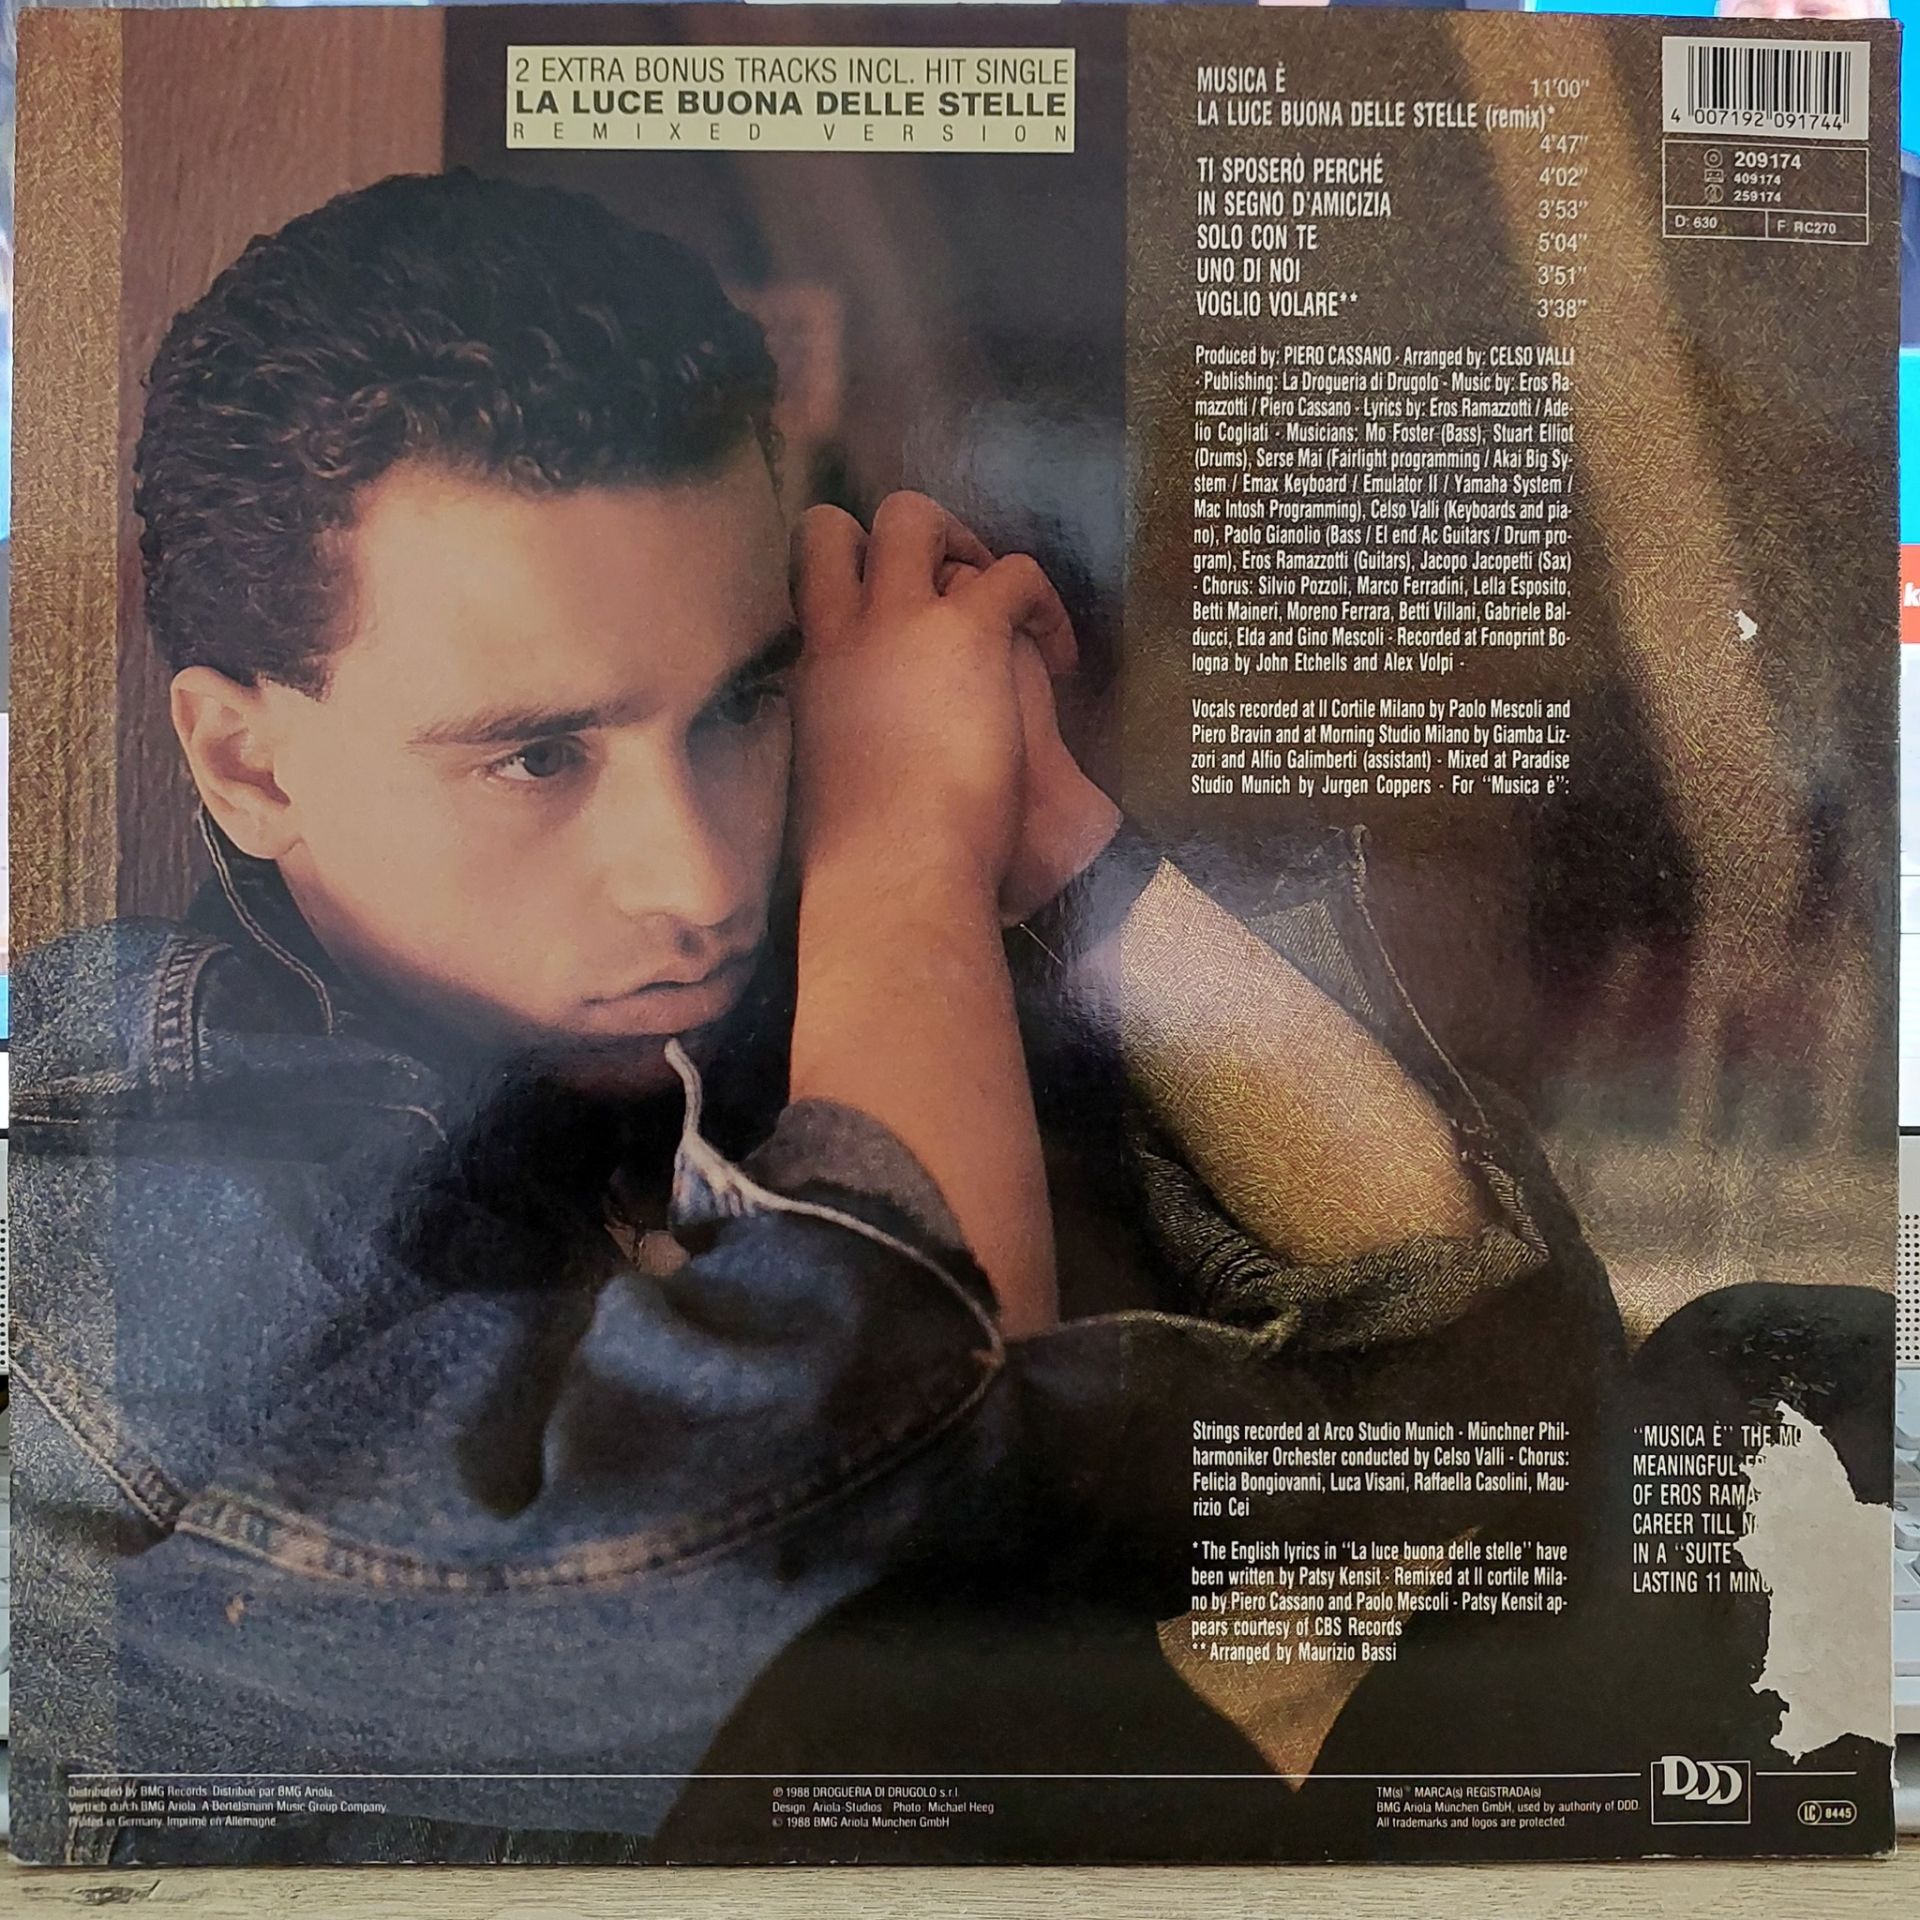 2 EXTRA BONUS TRACKS INCL. HIT SINGLE
LA LUCE BUONA DELLE STELLE
REMIXED VERSION
MUSICA È 11'00"
LA LUCE BUONA DELLE STELLE (remix)*
4'47"
TI SPOSERÒ PERCHÉ 4'02"
IN SEGNO D'AMICIZIA 3'53"
SOLO CON TE 5'04"
UNO DI NOI 3'51"
VOGLIO VOLARE** 3'38"
4 007192 091744
209174
409174
259174
D: 630 F: RC270
Produced by: PIERO CASSANO - Arranged by: CELSO VALLI
- Publishing: La Drogueria di Drugolo - Music by: Eros Ra-
mazzotti / Piero Cassano - Lyrics by: Eros Ramazzotti / Ade-
lio Cogliati - Musicians: Mo Foster (Bass), Stuart Elliot
(Drums), Serse Mai (Fairlight programming / Akai Big Sy-
stem / Emax Keyboard / Emulator II / Yamaha System /
Mac Intosh Programming), Celso Valli (Keyboards and pia-
no), Paolo Gianolio (Bass / El end Ac Guitars / Drum pro-
gram), Eros Ramazzotti (Guitars), Jacopo Jacopetti (Sax)
- Chorus: Silvio Pozzoli, Marco Ferradini, Lella Esposito,
Betti Maineri, Moreno Ferrara, Betti Villani, Gabriele Bal-
ducci, Elda and Gino Mescoli - Recorded at Fonoprint Bo-
logna by John Etchells and Alex Volpi -
Vocals recorded at Il Cortile Milano by Paolo Mescoli and
Piero Bravin and at Morning Studio Milano by Giamba Liz-
zori and Alfio Galimberti (assistant) - Mixed at Paradise
Studio Munich by Jurgen Coppers - For "Musica è":
Strings recorded at Arco Studio Munich - Münchner Phil-
harmoniker Orchester conducted by Celso Valli - Chorus:
Felicia Bongiovanni, Luca Visani, Raffaella Casolini, Mau-
rizio Cei
* The English lyrics in "La luce buona delle stelle" have
been written by Patsy Kensit - Remixed at Il cortile Mila-
no by Piero Cassano and Paolo Mescoli - Patsy Kensit ap-
pears courtesy of CBS Records
** Arranged by Maurizio Bassi
"MUSICA È" THE
MEANINGFUL
OF EROS
CAREER TILL
IN A "SUITE
LASTING 11
Distributed by BMG Records. Distribué par BMG Ariola.
Vertrieb durch BMG Ariola. A Bertelsmann Music Group Company.
Printed in Germany. Imprimé en Allemagne.
℗ 1988 DROGUERIA DI DRUGOLO s.r.l.
Design: Ariola-Studios Photo: Michael Heeg
© 1988 BMG Ariola München GmbH
TM(s) ® MARCA(s) REGISTRADA(s)
BMG Ariola München GmbH, used by authority of DDD.
All trademarks and logos are protected.
DDD
LC 8445